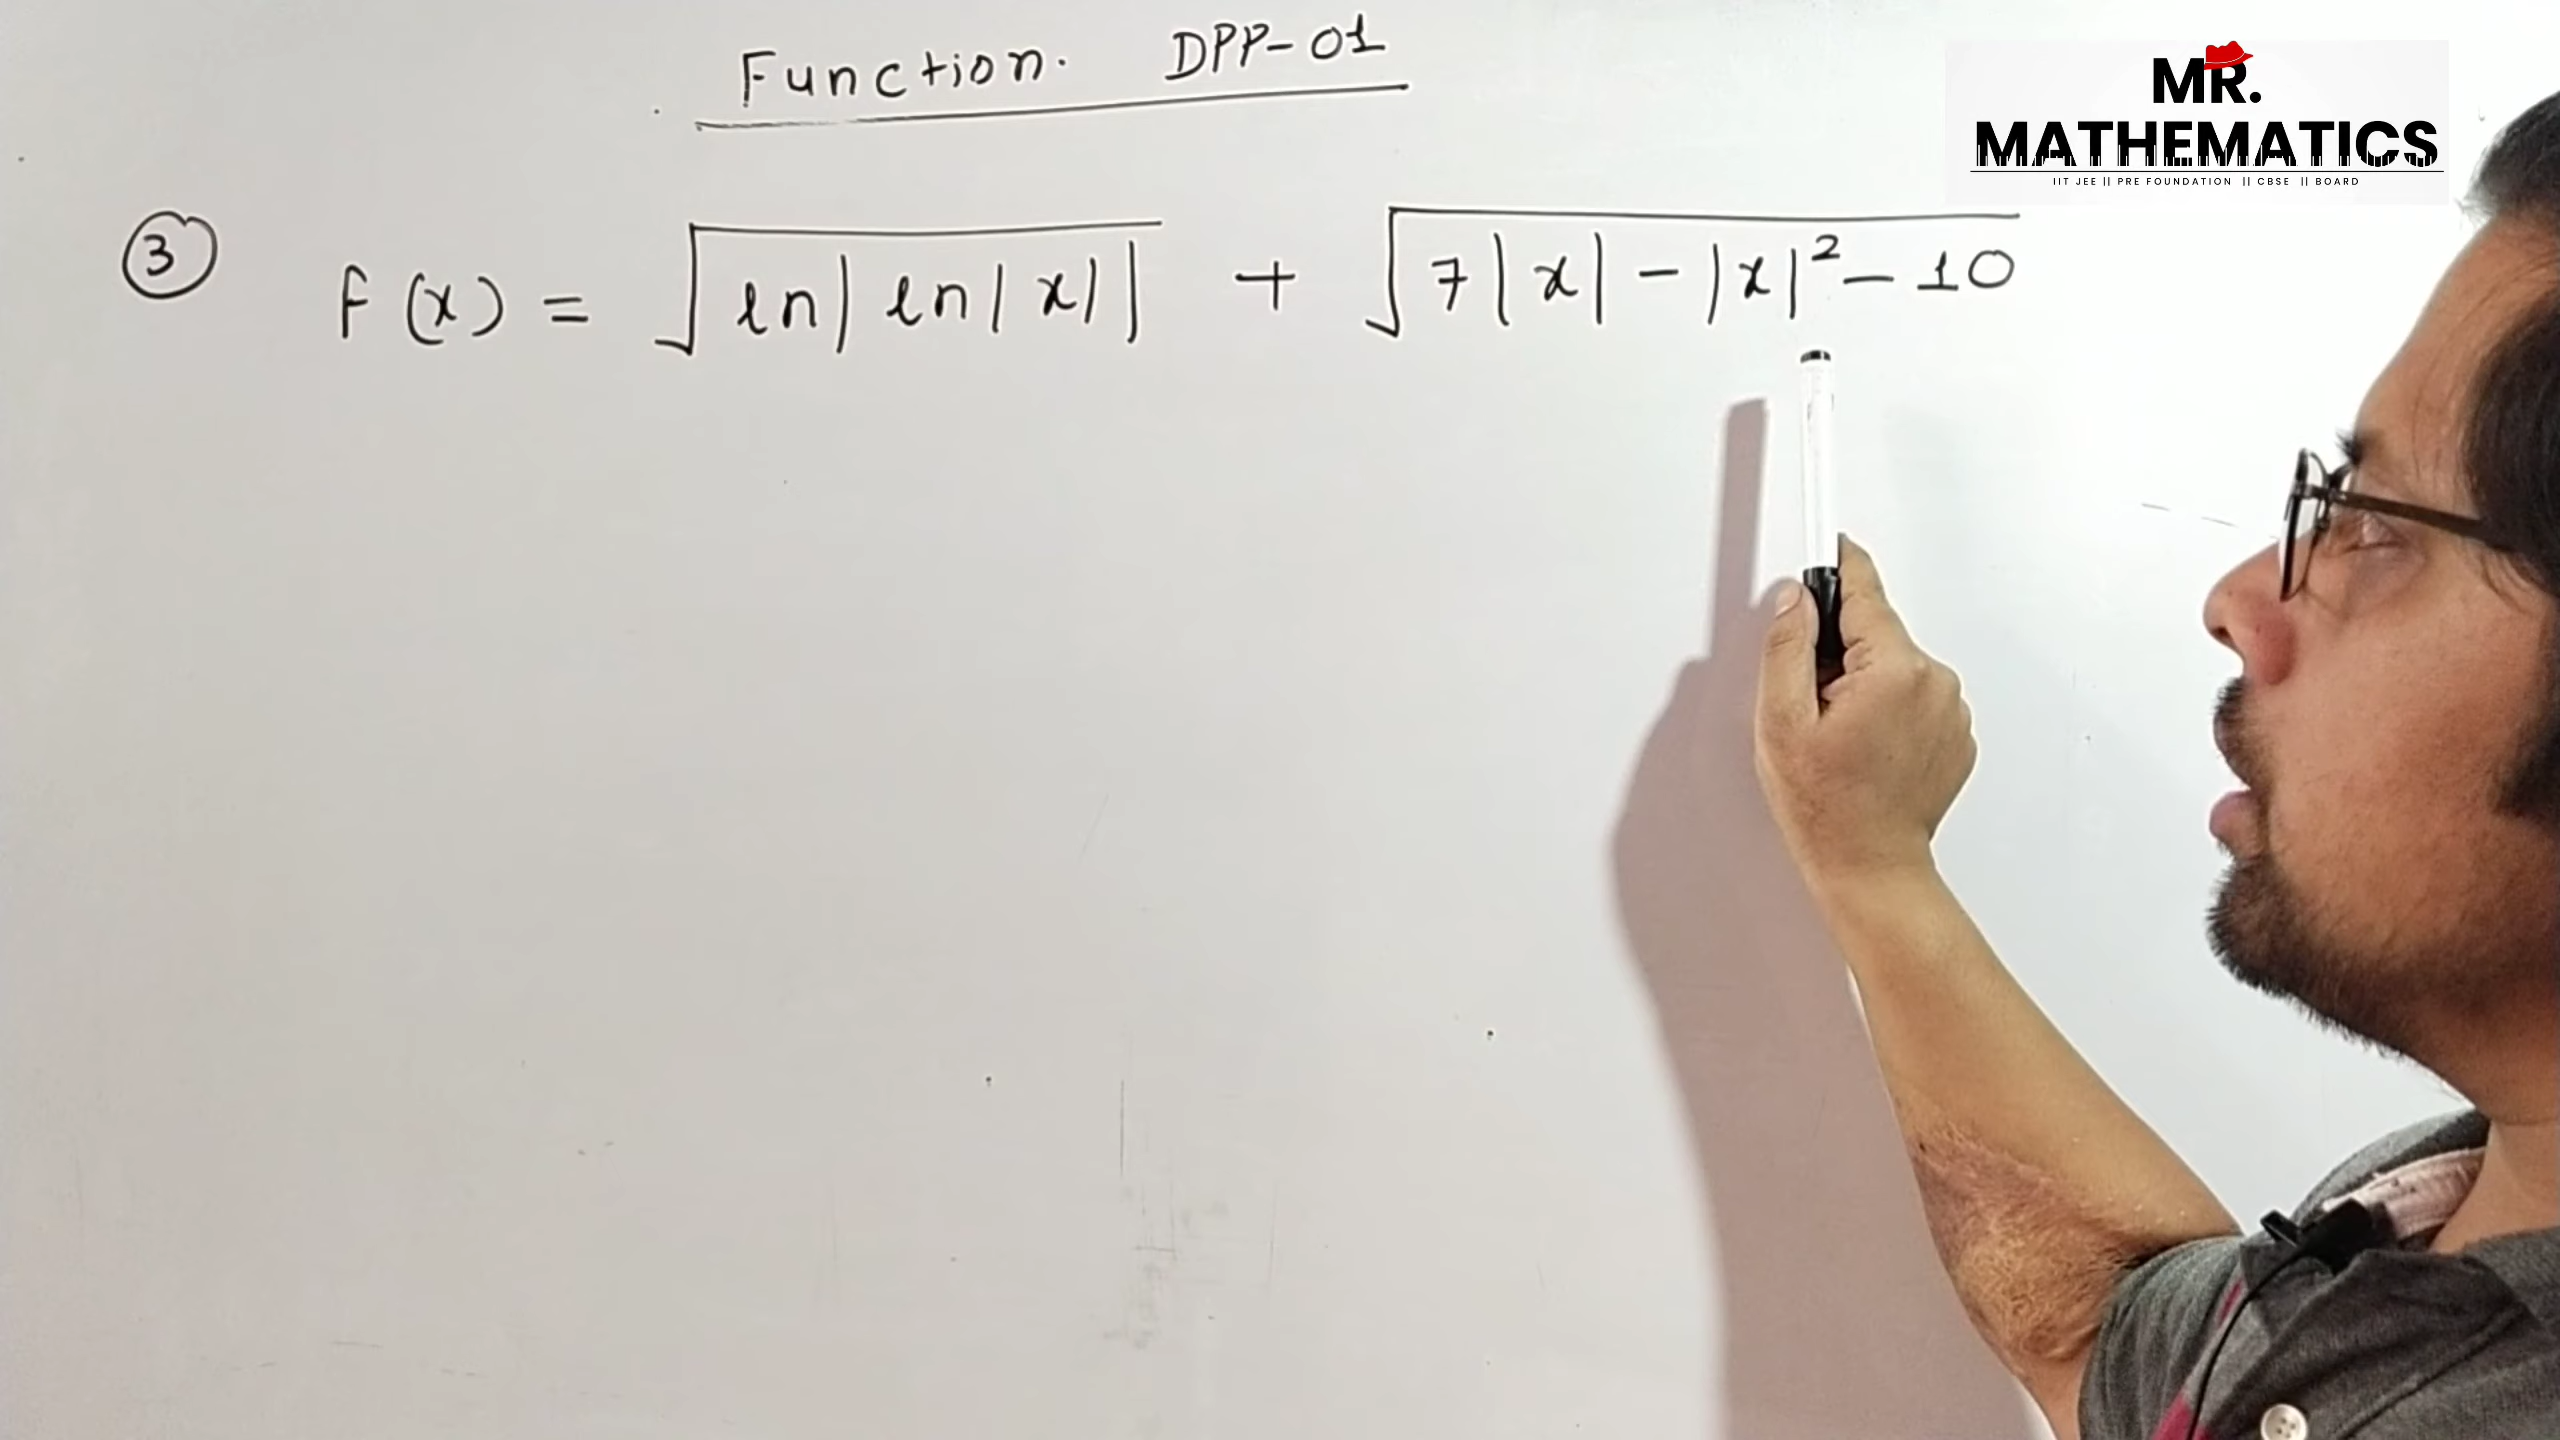 Function. DPP-01
MR.
MATHEMATICS
IIT JEE || PRE FOUNDATION || CBSE || BOARD
③ F(x) = √ln|ln|x|| + √7|x|-|x|²-10